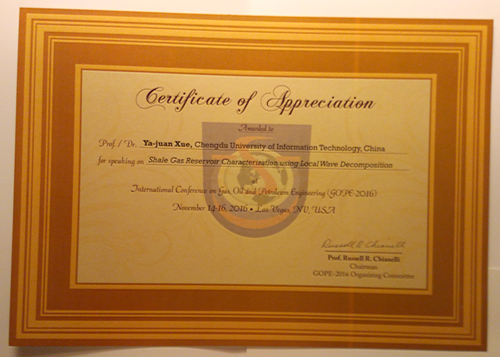 Certificate of Appreciation
Awarded to
Prof. / Dr. Ya-juan Xue, Chengdu University of Information Technology, China
for speaking on Shale Gas Reservoir Characterization using Local Wave Decomposition
at
International Conference on Gas, Oil and Petroleum Engineering (GOPE-2016)
November 14-16, 2016 • Las Vegas, NV, USA
Russell R. Chianelli
Prof. Russell R. Chianelli
Chairman
GOPE-2016 Organizing Committee